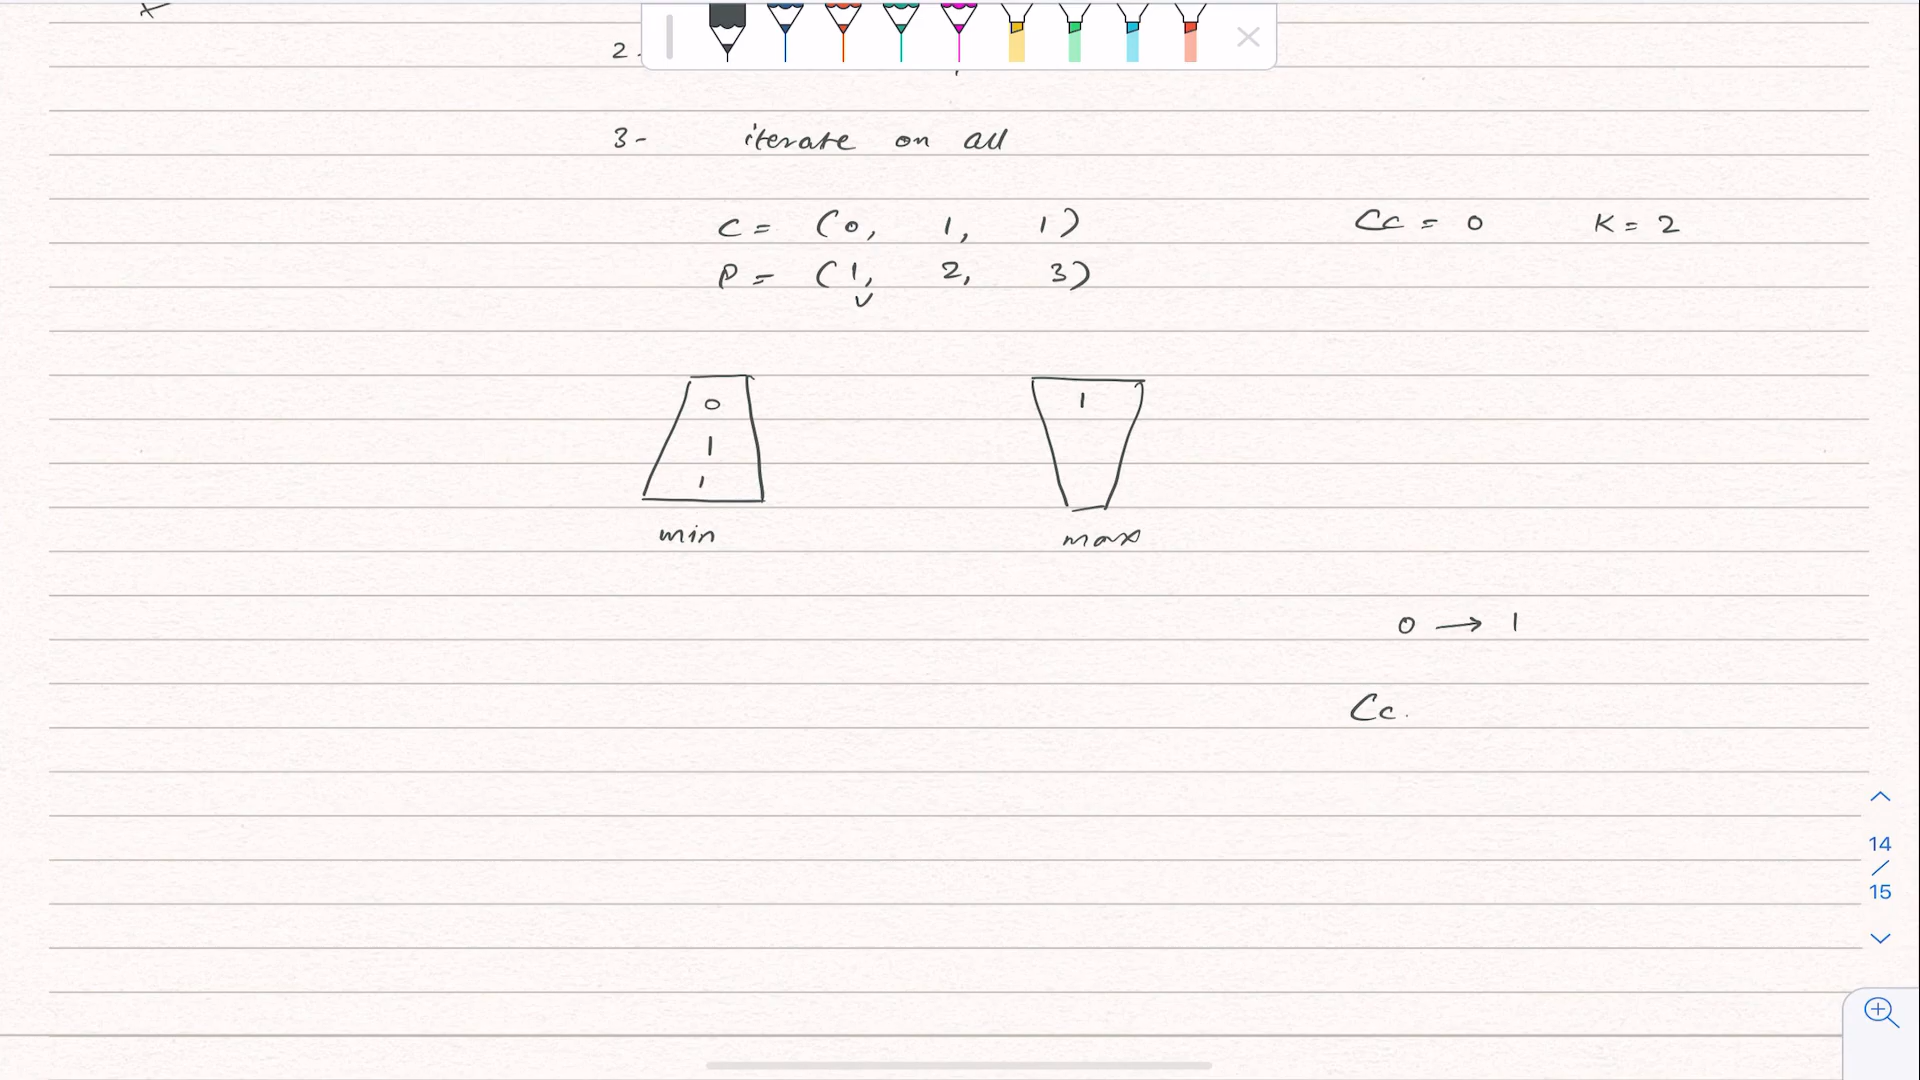 2-
3- iterate on all
C = (0, 1, 1) Cc = 0 K = 2
P = (1, 2, 3)
0 1
1
1
min max
0 → 1
Cc.
14
/
15